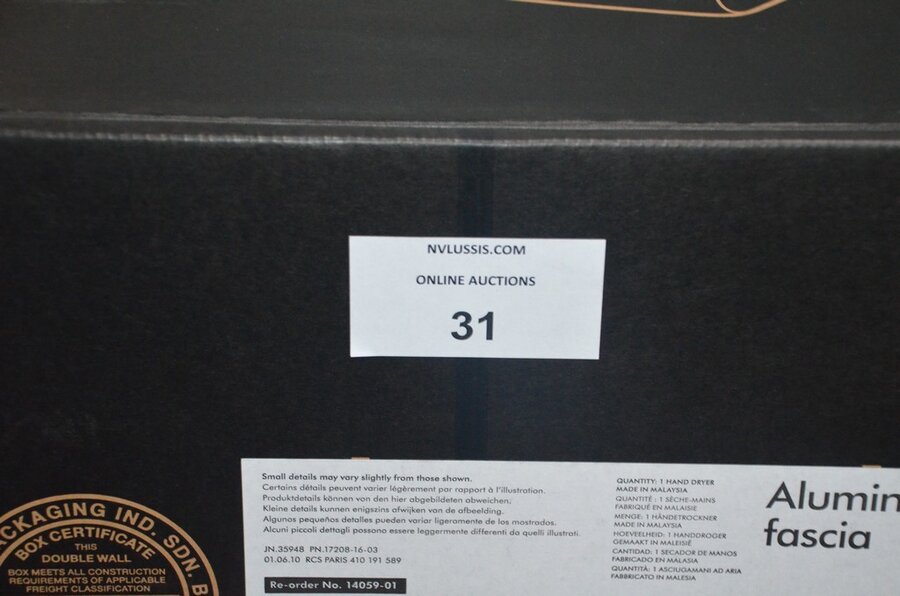 NVLUSSIS.COM
ONLINE AUCTIONS
31
Small details may vary slightly from those shown.
Certains détails peuvent varier légèrement par rapport à l'illustration.
Produktdetails können von den hier abgebildeten abweichen.
Kleine details kunnen enigszins afwijken van de afbeelding.
Algunos pequeños detalles pueden variar ligeramente de los mostrados.
Alcuni piccoli dettagli possono essere leggermente differenti da quelli illustrati.
JN.35948 PN.17208-16-03
01.06.10 RCS PARIS 410 191 589
Re-order No. 14059-01
QUANTITY: 1 HAND DRYER
MADE IN MALAYSIA
QUANTITÉ : 1 SÈCHE-MAINS
FABRIQUÉ EN MALAISIE
MENGE: 1 HÄNDETROCKNER
MADE IN MALAYSIA
HOEVEELHEID: 1 HANDROGER
GEMAAKT IN MALEISIË
CANTIDAD: 1 SECADOR DE MANOS
FABRICADO EN MALASIA
QUANTITÀ: 1 ASCIUGAMANI AD ARIA
FABBRICATO IN MALESIA
Alumin
fascia
CKAGING IND. SDN. B
BOX CERTIFICATE
THIS
DOUBLE WALL
BOX MEETS ALL CONSTRUCTION
REQUIREMENTS OF APPLICABLE
FREIGHT CLASSIFICATION